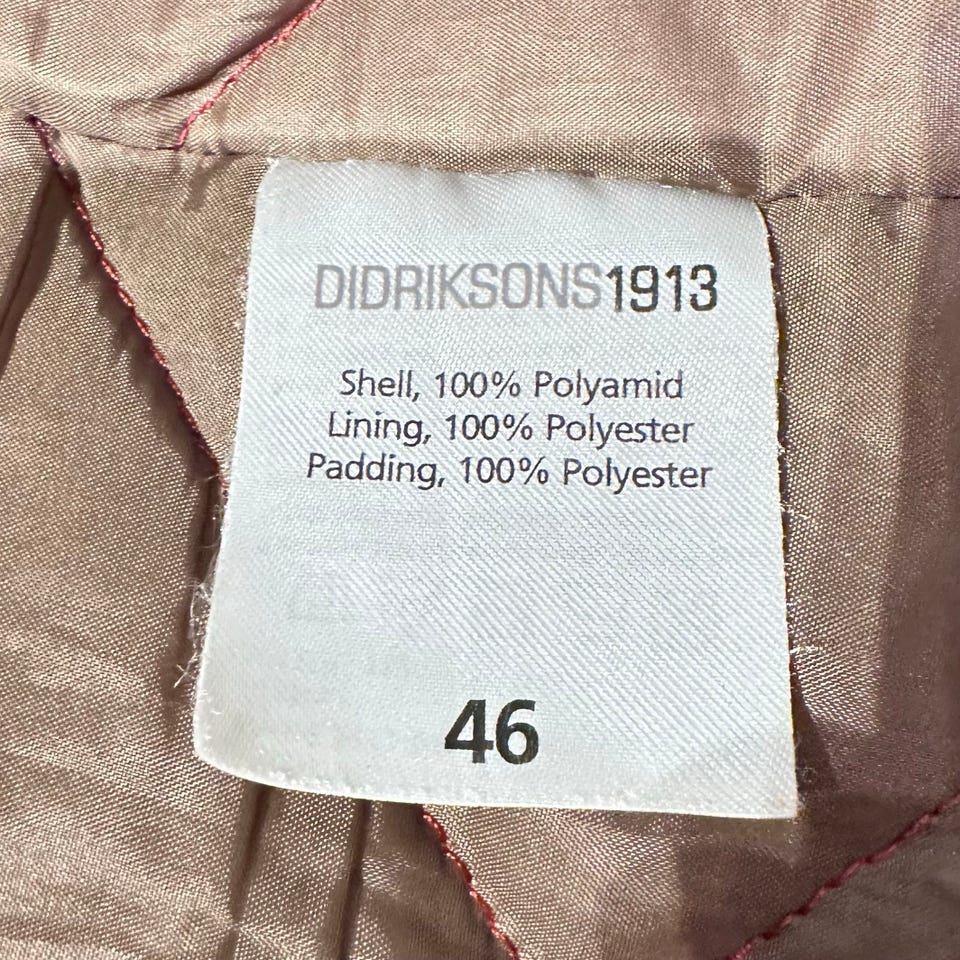 DIDRIKSONS1913
Shell, 100% Polyamid
Lining, 100% Polyester
Padding, 100% Polyester
46